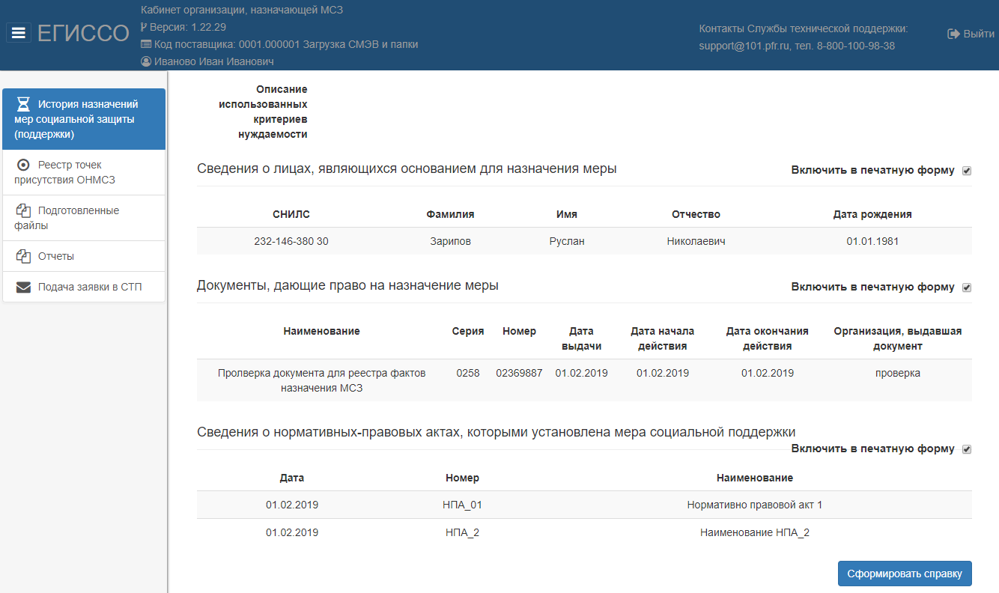 Кабинет организации, назначающей МСЗ
ЕГИССО
Версия: 1.22.29
Код поставщика: 0001.000001 Загрузка СМЭВ и папки
Иваново Иван Иванович
Контакты Службы технической поддержки:
support@101.pfr.ru, тел. 8-800-100-98-38
Выйти
История назначений
мер социальной защиты
(поддержки)
Реестр точек
присутствия ОНМСЗ
Подготовленные
файлы
Отчеты
Подача заявки в СТП
Описание
использованных
критериев
нуждаемости
Сведения о лицах, являющихся основанием для назначения меры
Включить в печатную форму
СНИЛС Фамилия Имя Отчество Дата рождения
232-146-380 30 Зарипов Руслан Николаевич 01.01.1981
Документы, дающие право на назначение меры
Включить в печатную форму
Наименование Серия Номер Дата Дата начала Дата окончания Организация, выдавшая
выдачи действия действия документ
Пролверка документа для реестра фактов 0258 02369887 01.02.2019 01.02.2019 01.02.2019 проверка
назначения МСЗ
Сведения о нормативных-правовых актах, которыми установлена мера социальной поддержки
Включить в печатную форму
Дата Номер Наименование
01.02.2019 НПА_01 Нормативно правовой акт 1
01.02.2019 НПА_2 Наименование НПА_2
Сформировать справку